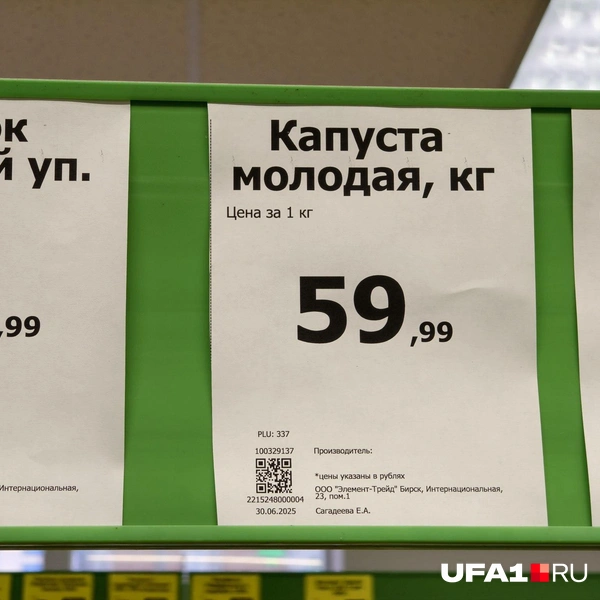 й уп.
,99
Интернациональная,
Капуста
молодая, кг
Цена за 1 кг
59,99
PLU: 337
100329137
Производитель:
*цены указаны в рублях
ООО "Элемент-Трейд" Бирск, Интернациональная,
23, пом.1
2215248000004
30.06.2025
Сагадеева Е.А.
UFA1.RU